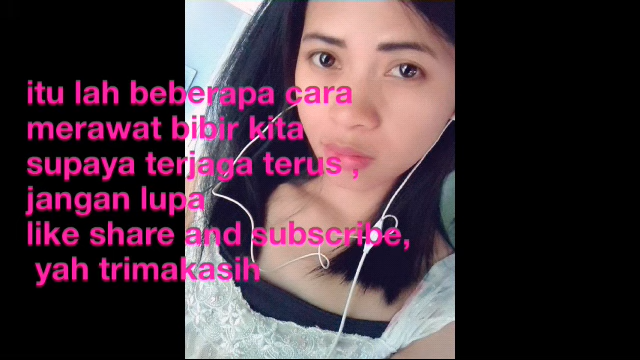 itu lah beberapa cara
merawat bibir kita
supaya terjaga terus ,
jangan lupa
like share and subscribe,
yah trimakasih